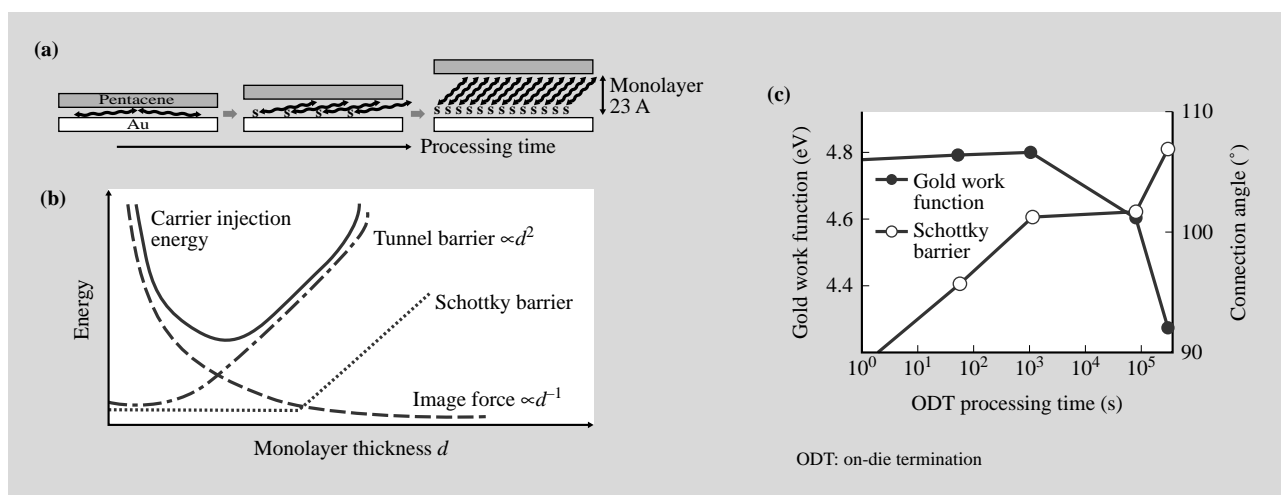 (a)
Pentacene
Au
s
s s s s
s s s s s s s s s s s s
Monolayer
23 A
Processing time
(b)
Energy
Carrier injection
energy
Tunnel barrier ∝d²
Schottky barrier
Image force ∝d⁻¹
Monolayer thickness d
(c)
Gold work function (eV)
4.8
4.6
4.4
Gold work
function
Schottky
barrier
110
100
90
Connection angle (°)
10⁰ 10¹ 10² 10³ 10⁴ 10⁵
ODT processing time (s)
ODT: on-die termination